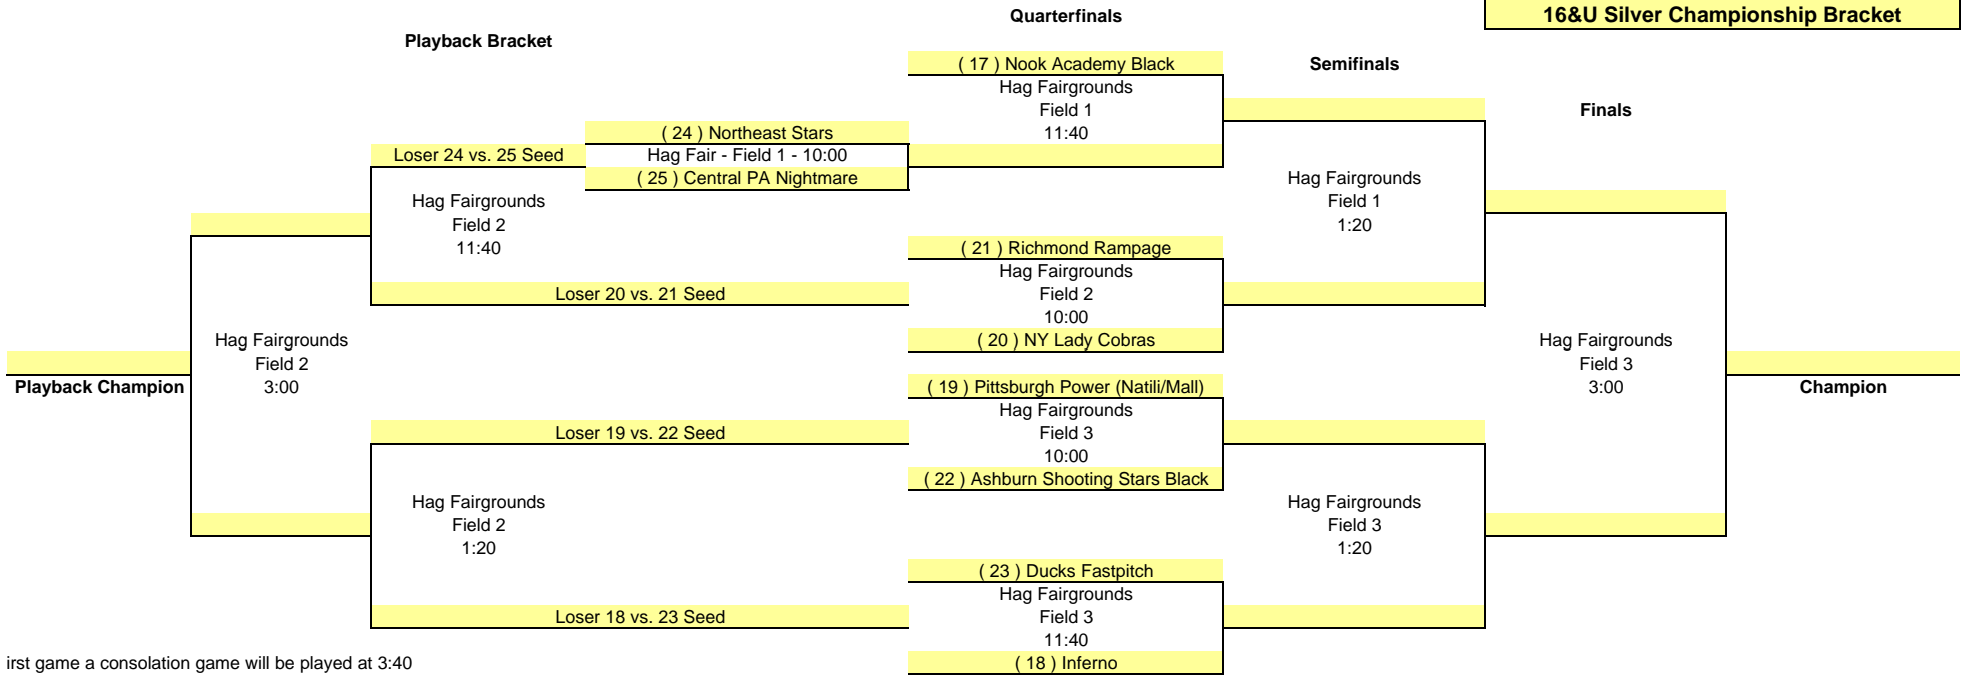 16&U Silver Championship Bracket
Quarterfinals
Playback Bracket
( 17 ) Nook Academy Black
Semifinals
Hag Fairgrounds
Field 1
11:40
Finals
( 24 ) Northeast Stars
Loser 24 vs. 25 Seed
Hag Fair - Field 1 - 10:00
( 25 ) Central PA Nightmare
Hag Fairgrounds
Field 2
11:40
Hag Fairgrounds
Field 1
1:20
( 21 ) Richmond Rampage
Hag Fairgrounds
Field 2
10:00
Loser 20 vs. 21 Seed
( 20 ) NY Lady Cobras
Hag Fairgrounds
Field 2
3:00
Playback Champion
Hag Fairgrounds
Field 3
3:00
Champion
( 19 ) Pittsburgh Power (Natili/Mall)
Hag Fairgrounds
Field 3
10:00
Loser 19 vs. 22 Seed
( 22 ) Ashburn Shooting Stars Black
Hag Fairgrounds
Field 2
1:20
Hag Fairgrounds
Field 3
1:20
( 23 ) Ducks Fastpitch
Hag Fairgrounds
Field 3
11:40
Loser 18 vs. 23 Seed
( 18 ) Inferno
irst game a consolation game will be played at 3:40